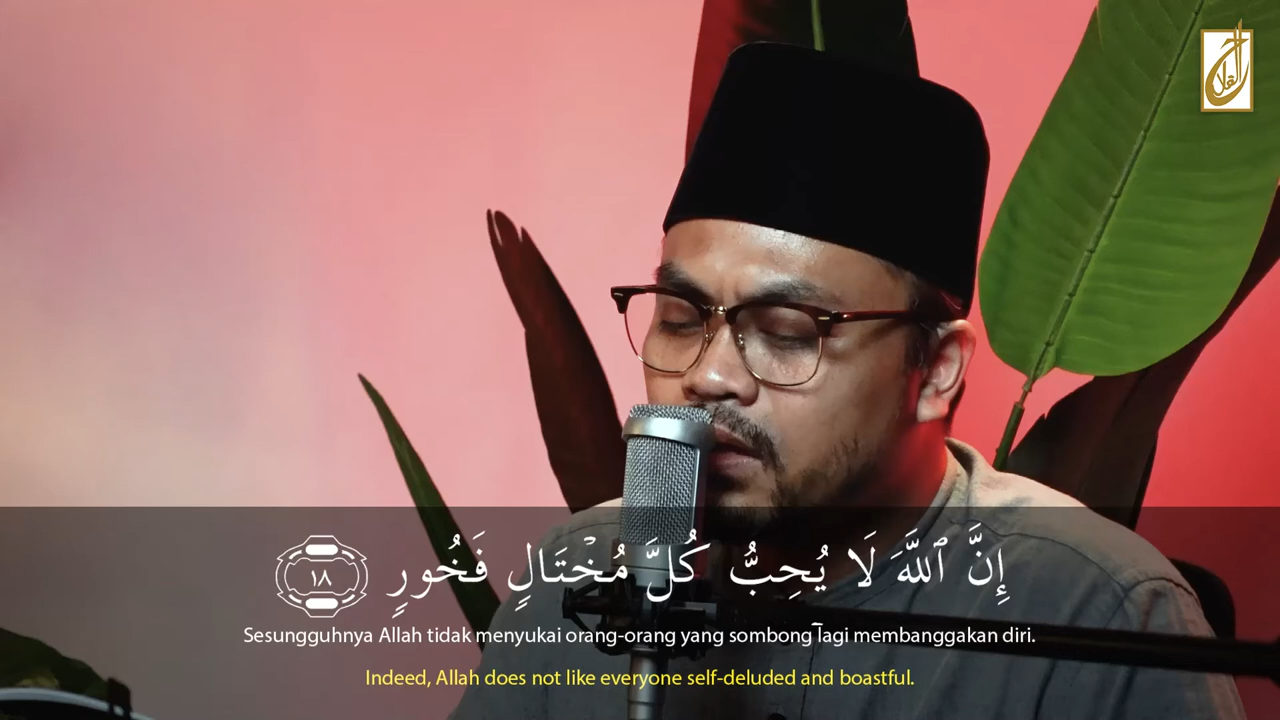 إِنَّ ٱللَّهَ لَا يُحِبُّ كُلَّ مُخْتَالٍ فَخُورٍ ١٨
Sesungguhnya Allah tidak menyukai orang-orang yang sombong lagi membanggakan diri.
Indeed, Allah does not like everyone self-deluded and boastful.